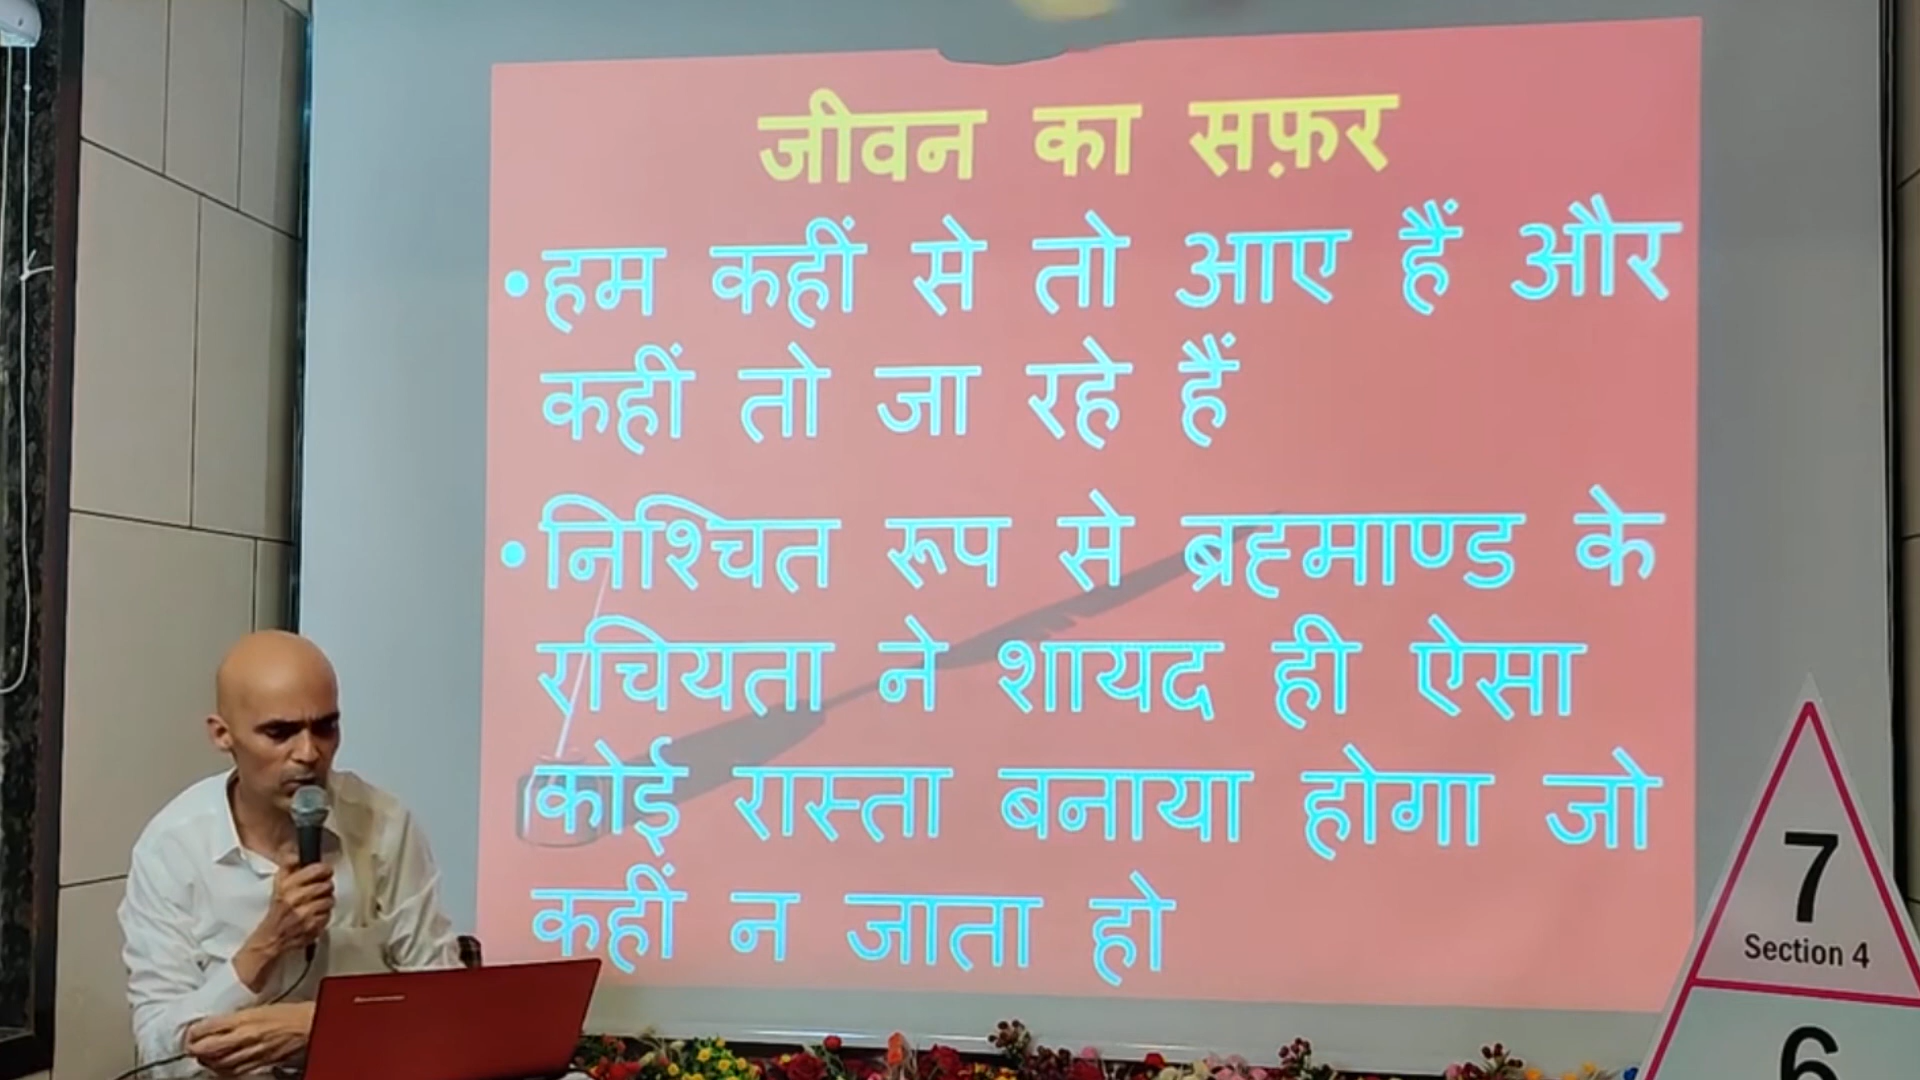 जीवन का सफ़र
•हम कहीं से तो आए हैं और
कहीं तो जा रहे हैं
•निश्चित रूप से ब्रह्माण्ड के
रचियता ने शायद ही ऐसा
कोई रास्ता बनाया होगा जो
कहीं न जाता हो
7
Section 4
6